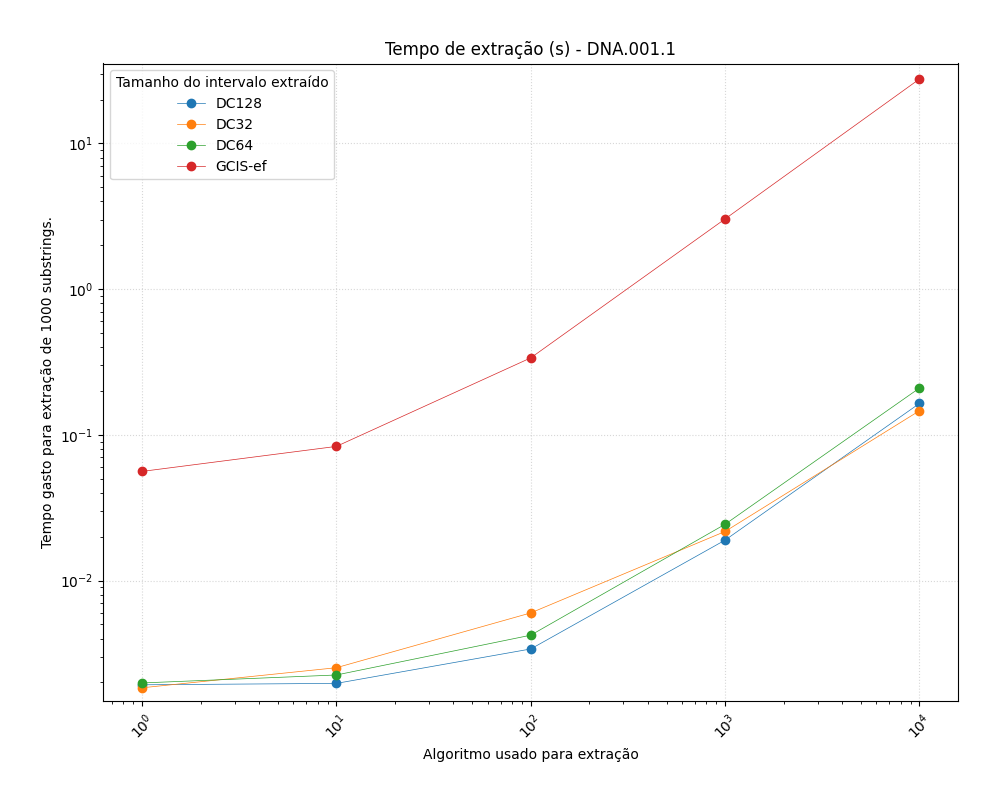 Tempo de extração (s) - DNA.001.1
Tamanho do intervalo extraído
DC128
DC32
DC64
GCIS-ef
Tempo gasto para extração de 1000 substrings.
10¹
10⁰
10⁻¹
10⁻²
10⁰ 10¹ 10² 10³ 10⁴
Algoritmo usado para extração